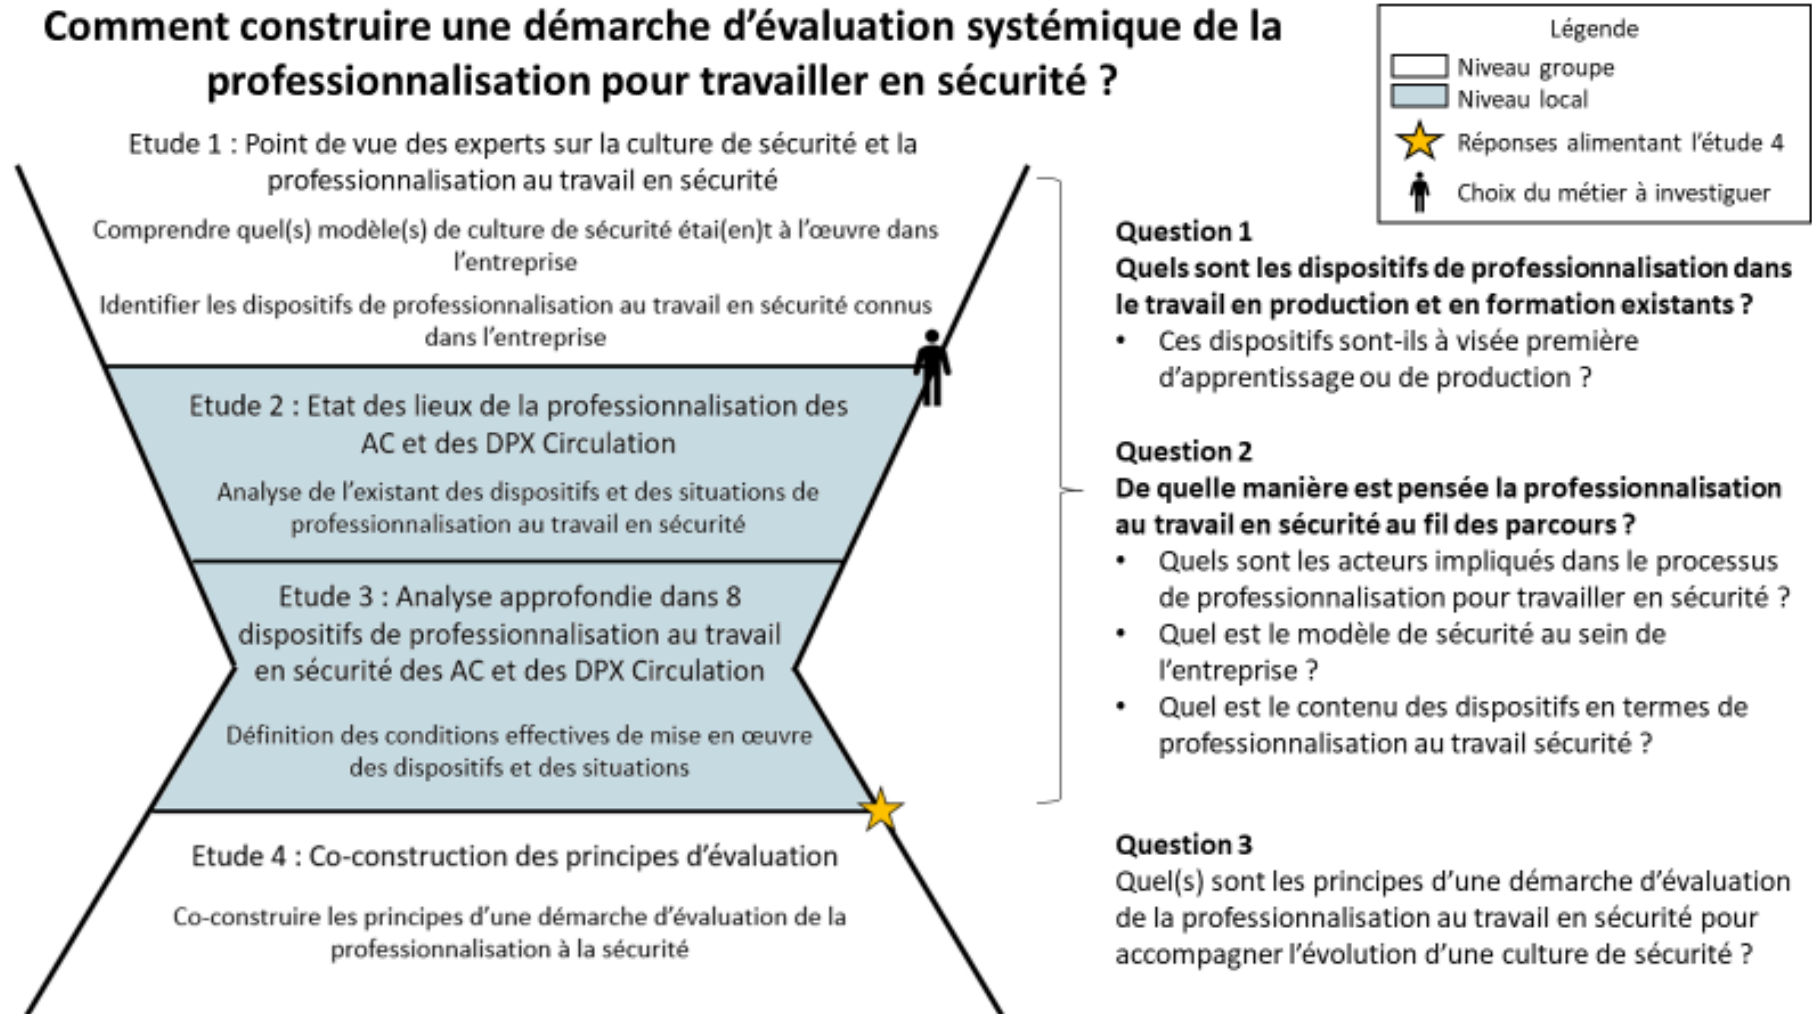 Comment construire une démarche d'évaluation systémique de la
professionnalisation pour travailler en sécurité ?
Légende
Niveau groupe
Niveau local
Réponses alimentant l'étude 4
Choix du métier à investiguer
Etude 1 : Point de vue des experts sur la culture de sécurité et la
professionnalisation au travail en sécurité
Comprendre quel(s) modèle(s) de culture de sécurité étai(en)t à l'œuvre dans
l'entreprise
Identifier les dispositifs de professionnalisation au travail en sécurité connus
dans l'entreprise
Etude 2 : Etat des lieux de la professionnalisation des
AC et des DPX Circulation
Analyse de l'existant des dispositifs et des situations de
professionnalisation au travail en sécurité
Etude 3 : Analyse approfondie dans 8
dispositifs de professionnalisation au travail
en sécurité des AC et des DPX Circulation
Définition des conditions effectives de mise en œuvre
des dispositifs et des situations
Etude 4 : Co-construction des principes d'évaluation
Co-construire les principes d'une démarche d'évaluation de la
professionnalisation à la sécurité
Question 1
Quels sont les dispositifs de professionnalisation dans
le travail en production et en formation existants ?
• Ces dispositifs sont-ils à visée première
d'apprentissage ou de production ?
Question 2
De quelle manière est pensée la professionnalisation
au travail en sécurité au fil des parcours ?
• Quels sont les acteurs impliqués dans le processus
de professionnalisation pour travailler en sécurité ?
• Quel est le modèle de sécurité au sein de
l'entreprise ?
• Quel est le contenu des dispositifs en termes de
professionnalisation au travail sécurité ?
Question 3
Quel(s) sont les principes d'une démarche d'évaluation
de la professionnalisation au travail en sécurité pour
accompagner l'évolution d'une culture de sécurité ?